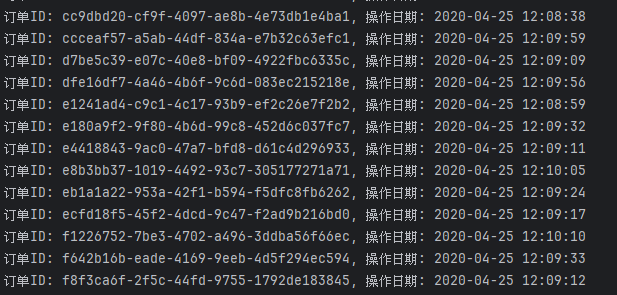 订单ID: cc9dbd20-cf9f-4097-ae8b-4e73db1e4ba1, 操作日期: 2020-04-25 12:08:38
订单ID: ccceaf57-a5ab-44df-834a-e7b32c63efc1, 操作日期: 2020-04-25 12:09:59
订单ID: d7be5c39-e07c-40e8-bf09-4922fbc6335c, 操作日期: 2020-04-25 12:09:09
订单ID: dfe16df7-4a46-4b6f-9c6d-083ec215218e, 操作日期: 2020-04-25 12:09:56
订单ID: e1241ad4-c9c1-4c17-93b9-ef2c26e7f2b2, 操作日期: 2020-04-25 12:08:59
订单ID: e180a9f2-9f80-4b6d-99c8-452d6c037fc7, 操作日期: 2020-04-25 12:09:32
订单ID: e4418843-9ac0-47a7-bfd8-d61c4d296933, 操作日期: 2020-04-25 12:09:11
订单ID: e8b3bb37-1019-4492-93c7-305177271a71, 操作日期: 2020-04-25 12:10:05
订单ID: eb1a1a22-953a-42f1-b594-f5dfc8fb6262, 操作日期: 2020-04-25 12:09:24
订单ID: ecfd18f5-45f2-4dcd-9c47-f2ad9b216bd0, 操作日期: 2020-04-25 12:09:17
订单ID: f1226752-7be3-4702-a496-3ddba56f66ec, 操作日期: 2020-04-25 12:10:10
订单ID: f642b16b-eade-4169-9eeb-4d5f294ec594, 操作日期: 2020-04-25 12:09:33
订单ID: f8f3ca6f-2f5c-44fd-9755-1792de183845, 操作日期: 2020-04-25 12:09:12